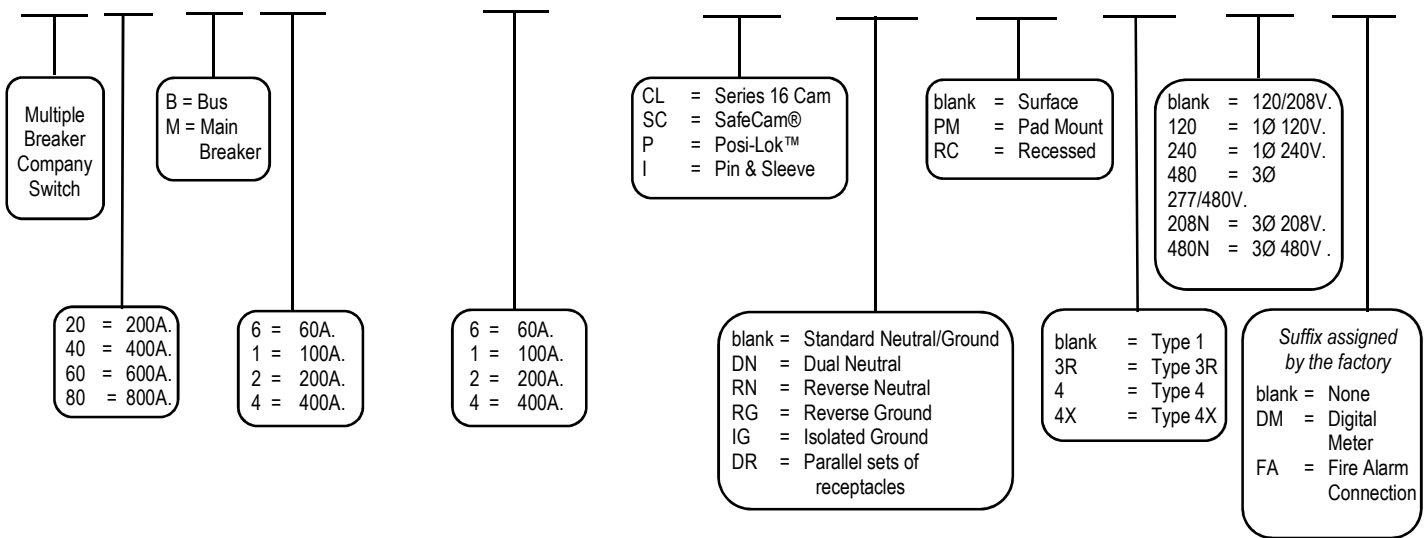 Multiple
Breaker
Company
Switch
B = Bus
M = Main
Breaker
CL = Series 16 Cam
SC = SafeCam®
P = Posi-Lok™
I = Pin & Sleeve
blank = Surface
PM = Pad Mount
RC = Recessed
blank = 120/208V.
120 = 1Ø 120V.
240 = 1Ø 240V.
480 = 3Ø
277/480V.
208N = 3Ø 208V.
480N = 3Ø 480V .
20 = 200A.
40 = 400A.
60 = 600A.
80 = 800A.
6 = 60A.
1 = 100A.
2 = 200A.
4 = 400A.
6 = 60A.
1 = 100A.
2 = 200A.
4 = 400A.
blank = Standard Neutral/Ground
DN = Dual Neutral
RN = Reverse Neutral
RG = Reverse Ground
IG = Isolated Ground
DR = Parallel sets of
receptacles
blank = Type 1
3R = Type 3R
4 = Type 4
4X = Type 4X
Suffix assigned
by the factory
blank = None
DM = Digital
Meter
FA = Fire Alarm
Connection